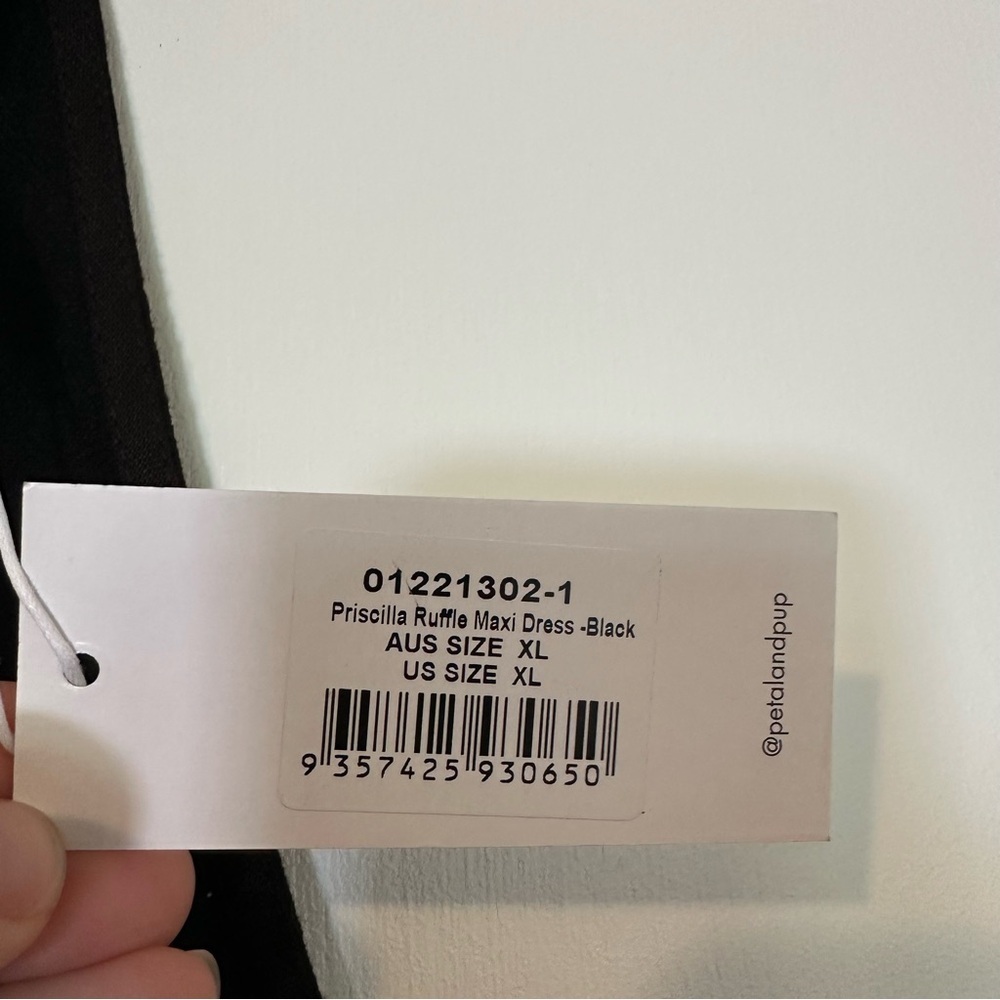 01221302-1
Priscilla Ruffle Maxi Dress -Black
AUS SIZE XL
US SIZE XL
9 357425 930650
@petalandpup